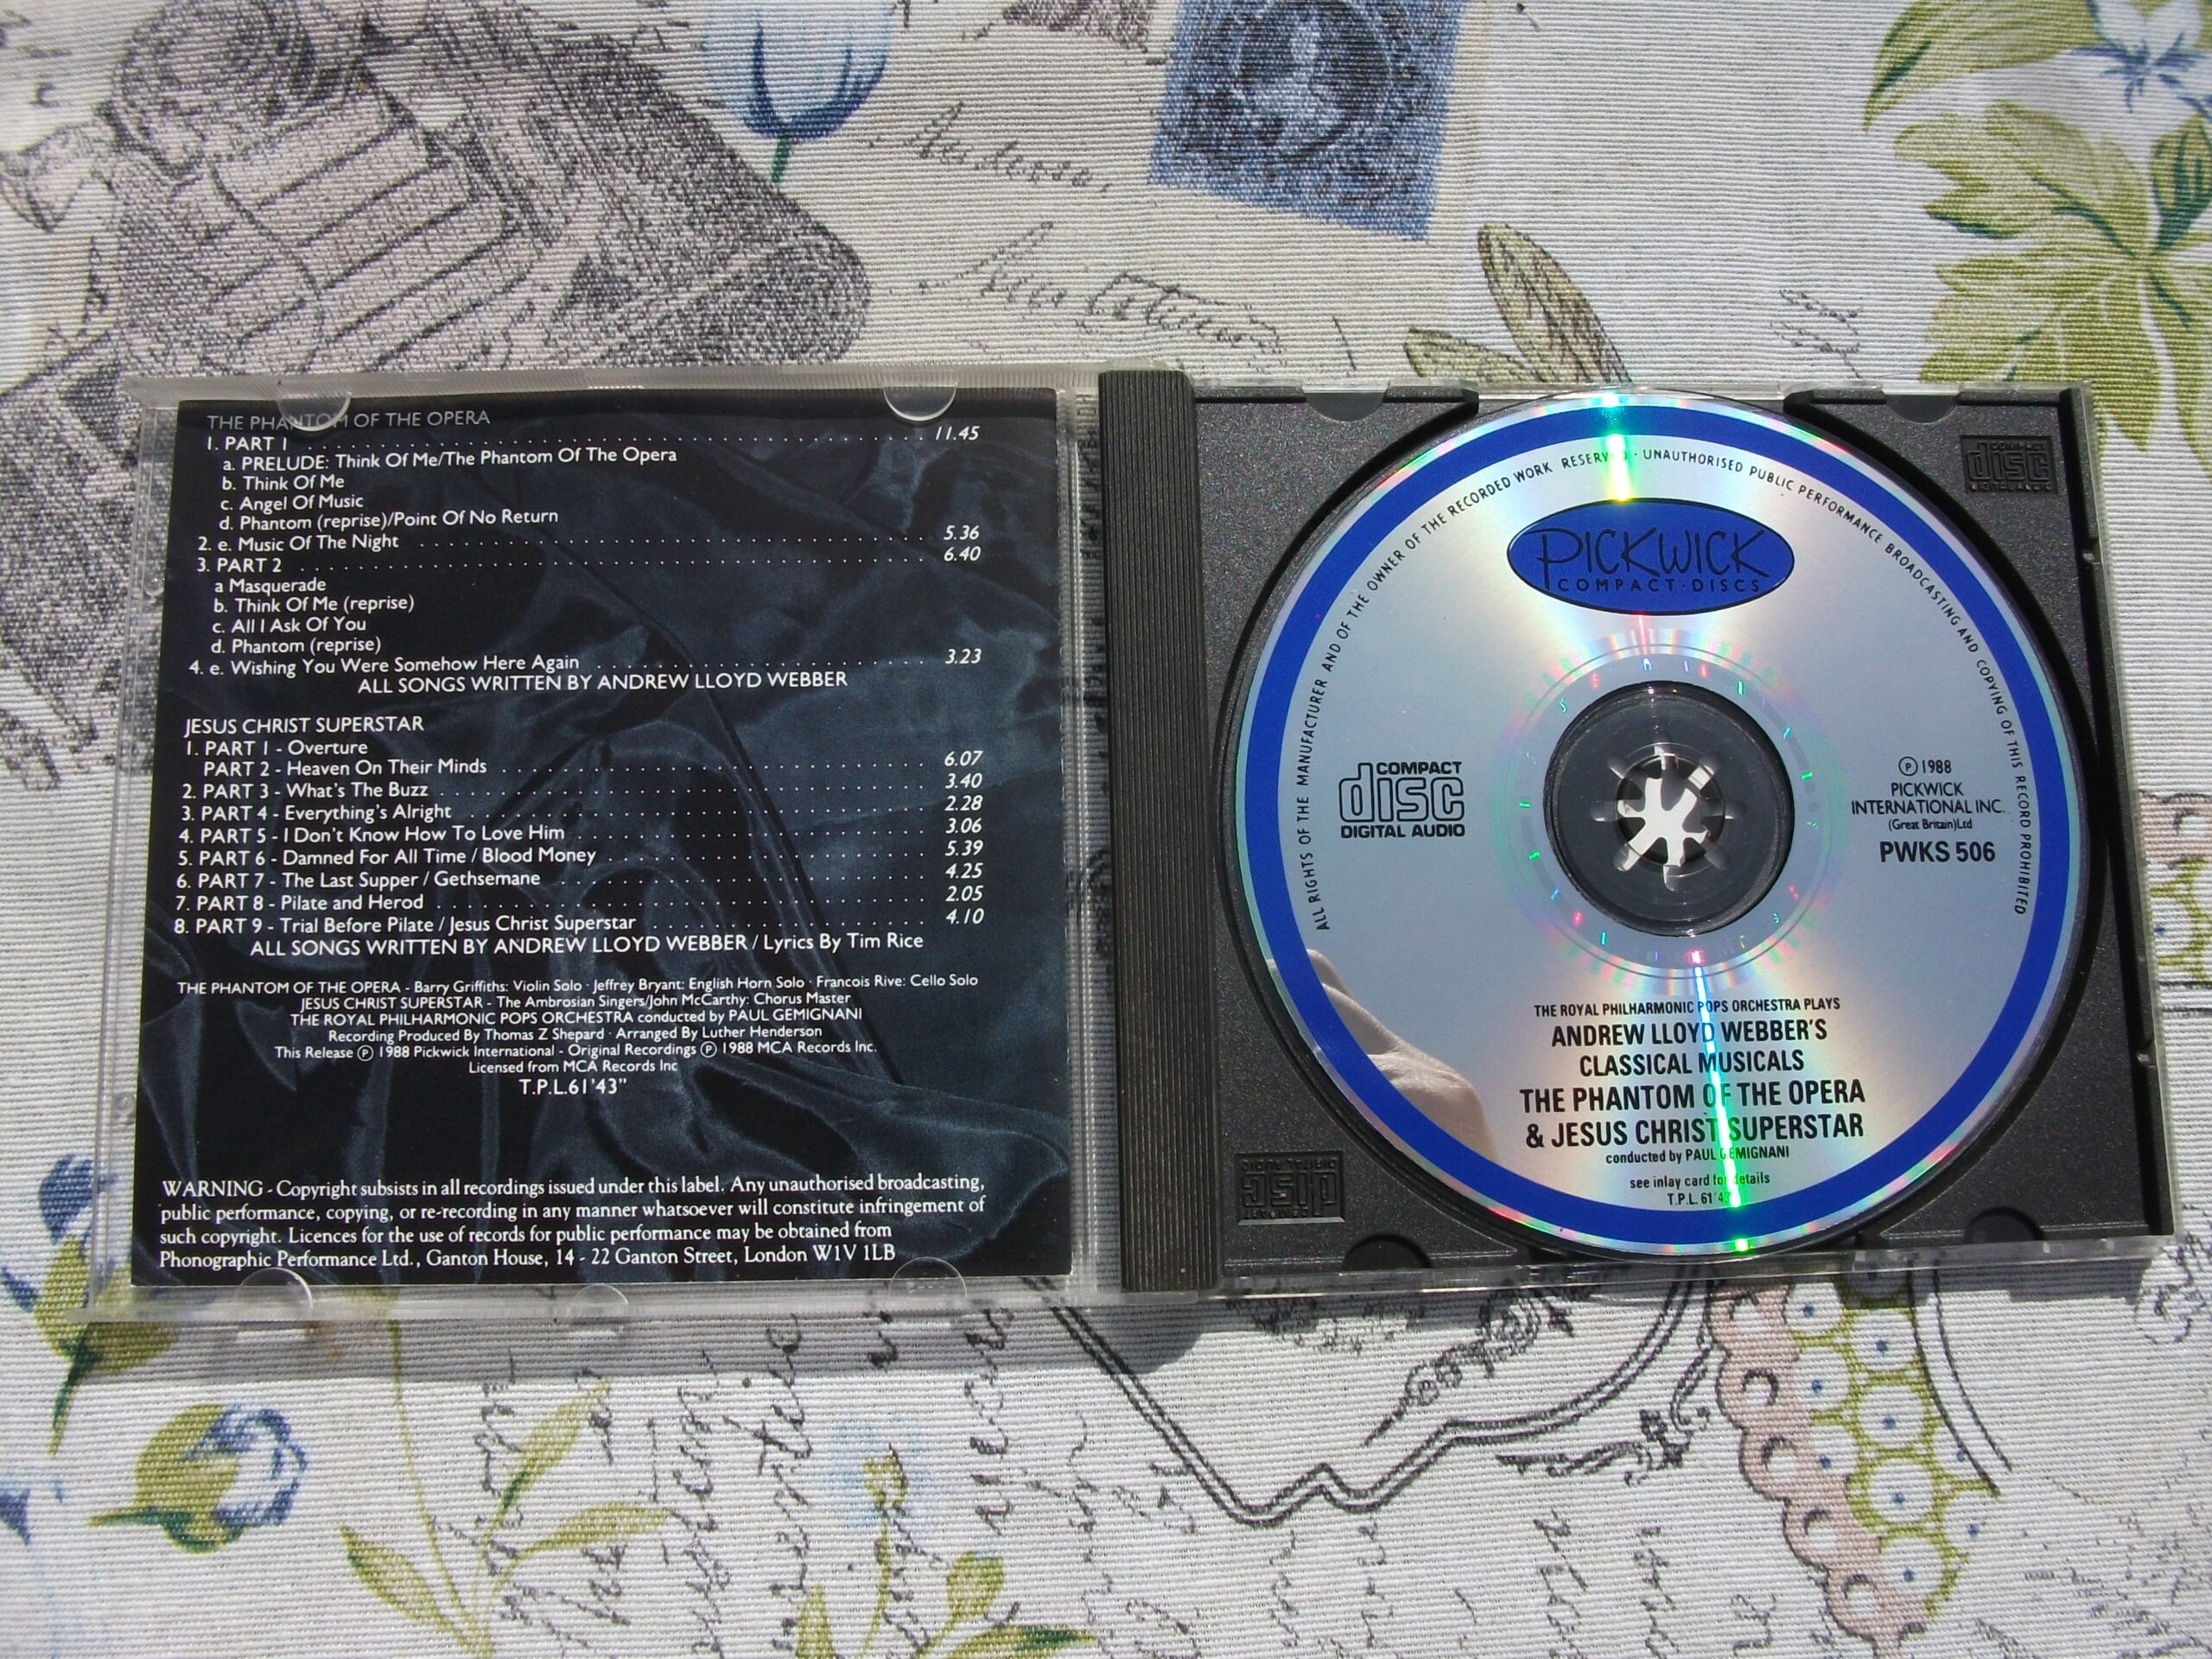 THE PHANTOM OF THE OPERA
1. PART 1 . . . . . . . . . . . . . . . . . . . . 11.45
a. PRELUDE: Think Of Me/The Phantom Of The Opera
b. Think Of Me
c. Angel Of Music
d. Phantom (reprise)/Point Of No Return
2. e. Music Of The Night . . . . . . . . . . . . . . . . . . . . 5.36
3. PART 2 . . . . . . . . . . . . . . . . . . . . 6.40
a Masquerade
b. Think Of Me (reprise)
c. All I Ask Of You
d. Phantom (reprise)
4. e. Wishing You Were Somehow Here Again . . . . . . . . . . . . . . . . . . . . 3.23
ALL SONGS WRITTEN BY ANDREW LLOYD WEBBER
JESUS CHRIST SUPERSTAR
1. PART 1 - Overture
PART 2 - Heaven On Their Minds . . . . . . . . . . . . . . . . . . . . 6.07
2. PART 3 - What's The Buzz . . . . . . . . . . . . . . . . . . . . 3.40
3. PART 4 - Everything's Alright . . . . . . . . . . . . . . . . . . . . 2.28
4. PART 5 - I Don't Know How To Love Him . . . . . . . . . . . . . . . . . . . . 3.06
5. PART 6 - Damned For All Time / Blood Money . . . . . . . . . . . . . . . . . . . . 5.39
6. PART 7 - The Last Supper / Gethsemane . . . . . . . . . . . . . . . . . . . . 4.25
7. PART 8 - Pilate and Herod . . . . . . . . . . . . . . . . . . . . 2.05
8. PART 9 - Trial Before Pilate / Jesus Christ Superstar . . . . . . . . . . . . . . . . . . . . 4.10
ALL SONGS WRITTEN BY ANDREW LLOYD WEBBER / Lyrics By Tim Rice
THE PHANTOM OF THE OPERA - Barry Griffiths: Violin Solo · Jeffrey Bryant: English Horn Solo · Francois Rive: Cello Solo
JESUS CHRIST SUPERSTAR - The Ambrosian Singers/John McCarthy: Chorus Master
THE ROYAL PHILHARMONIC POPS ORCHESTRA conducted by PAUL GEMIGNANI
Recording Produced By Thomas Z Shepard · Arranged By Luther Henderson
This Release ℗ 1988 Pickwick International - Original Recordings ℗ 1988 MCA Records Inc.
Licensed from MCA Records Inc
T.P.L.61'43"
WARNING - Copyright subsists in all recordings issued under this label. Any unauthorised broadcasting,
public performance, copying, or re-recording in any manner whatsoever will constitute infringement of
such copyright. Licences for the use of records for public performance may be obtained from
Phonographic Performance Ltd., Ganton House, 14 - 22 Ganton Street, London W1V 1LB
ALL RIGHTS OF THE MANUFACTURER AND OF THE OWNER OF THE RECORDED WORK RESERVED · UNAUTHORISED PUBLIC PERFORMANCE BROADCASTING AND COPYING OF THIS RECORD PROHIBITED
PICKWICK
COMPACT·DISCS
COMPACT
disc
DIGITAL AUDIO
℗ 1988
PICKWICK
INTERNATIONAL INC.
(Great Britain)Ltd
PWKS 506
THE ROYAL PHILHARMONIC POPS ORCHESTRA PLAYS
ANDREW LLOYD WEBBER'S
CLASSICAL MUSICALS
THE PHANTOM OF THE OPERA
& JESUS CHRIST SUPERSTAR
conducted by PAUL GEMIGNANI
see inlay card for details
T.P.L. 61'43
COMPACT
disc
DIGITAL AUDIO
COMPACT
disc
DIGITAL AUDIO